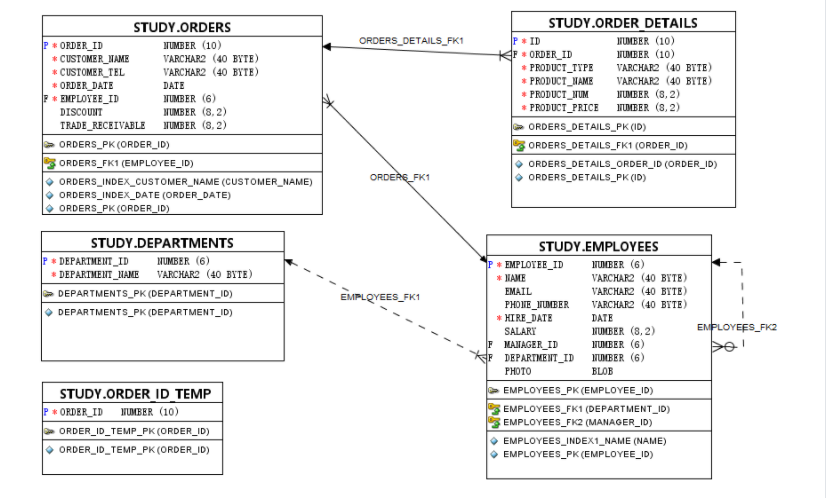 STUDY.ORDERS
P * ORDER_ID NUMBER (10)
* CUSTOMER_NAME VARCHAR2 (40 BYTE)
* CUSTOMER_TEL VARCHAR2 (40 BYTE)
* ORDER_DATE DATE
F * EMPLOYEE_ID NUMBER (6)
DISCOUNT NUMBER (8,2)
TRADE_RECEIVABLE NUMBER (8,2)
ORDERS_PK (ORDER_ID)
ORDERS_FK1 (EMPLOYEE_ID)
ORDERS_INDEX_CUSTOMER_NAME (CUSTOMER_NAME)
ORDERS_INDEX_DATE (ORDER_DATE)
ORDERS_PK (ORDER_ID)
ORDERS_DETAILS_FK1
STUDY.ORDER_DETAILS
P * ID NUMBER (10)
F * ORDER_ID NUMBER (10)
* PRODUCT_TYPE VARCHAR2 (40 BYTE)
* PRODUCT_NAME VARCHAR2 (40 BYTE)
* PRODUCT_NUM NUMBER (8,2)
* PRODUCT_PRICE NUMBER (8,2)
ORDERS_DETAILS_PK (ID)
ORDERS_DETAILS_FK1 (ORDER_ID)
ORDERS_DETAILS_ORDER_ID (ORDER_ID)
ORDERS_DETAILS_PK (ID)
ORDERS_FK1
STUDY.DEPARTMENTS
P * DEPARTMENT_ID NUMBER (6)
* DEPARTMENT_NAME VARCHAR2 (40 BYTE)
DEPARTMENTS_PK (DEPARTMENT_ID)
DEPARTMENTS_PK (DEPARTMENT_ID)
EMPLOYEES_FK1
STUDY.EMPLOYEES
P * EMPLOYEE_ID NUMBER (6)
* NAME VARCHAR2 (40 BYTE)
EMAIL VARCHAR2 (40 BYTE)
PHONE_NUMBER VARCHAR2 (40 BYTE)
* HIRE_DATE DATE
SALARY NUMBER (8,2)
F MANAGER_ID NUMBER (6)
F DEPARTMENT_ID NUMBER (6)
PHOTO BLOB
EMPLOYEES_PK (EMPLOYEE_ID)
EMPLOYEES_FK1 (DEPARTMENT_ID)
EMPLOYEES_FK2 (MANAGER_ID)
EMPLOYEES_INDEX1_NAME (NAME)
EMPLOYEES_PK (EMPLOYEE_ID)
EMPLOYEES_FK2
STUDY.ORDER_ID_TEMP
P * ORDER_ID NUMBER (10)
ORDER_ID_TEMP_PK (ORDER_ID)
ORDER_ID_TEMP_PK (ORDER_ID)